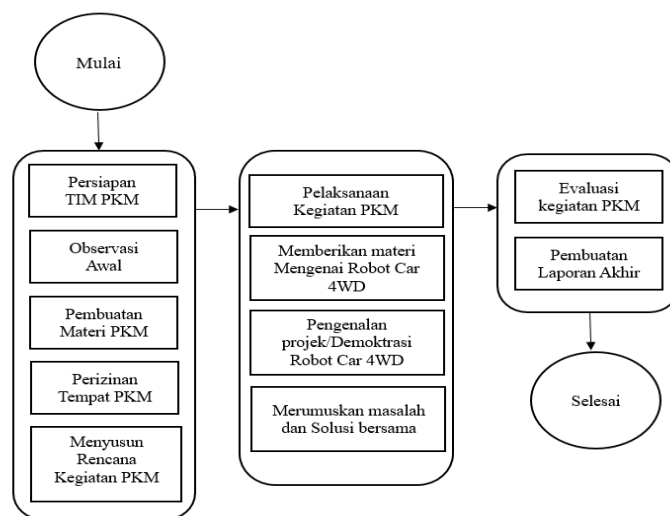 Mulai
Persiapan
TIM PKM
Observasi
Awal
Pembuatan
Materi PKM
Perizinan
Tempat PKM
Menyusun
Rencana
Kegiatan PKM
Pelaksanaan
Kegiatan PKM
Memberikan materi
Mengenai Robot Car
4WD
Pengenalan
projek/Demoktrasi
Robot Car 4WD
Merumuskan masalah
dan Solusi bersama
Evaluasi
kegiatan PKM
Pembuatan
Laporan Akhir
Selesai